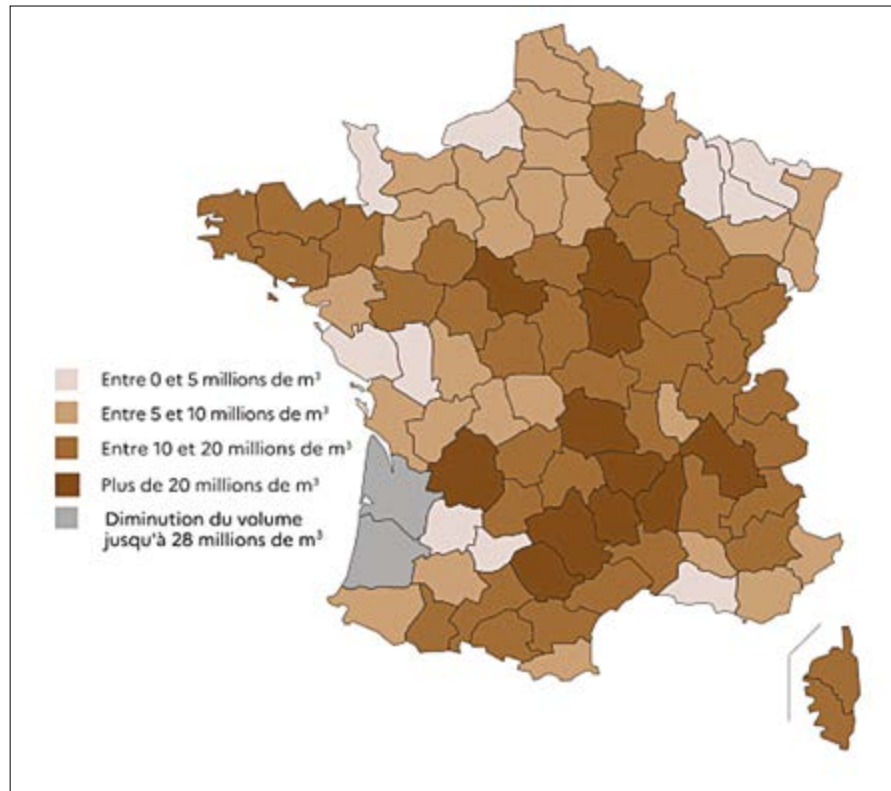 Entre 0 et 5 millions de m³
Entre 5 et 10 millions de m³
Entre 10 et 20 millions de m³
Plus de 20 millions de m³
Diminution du volume
jusqu'à 28 millions de m³